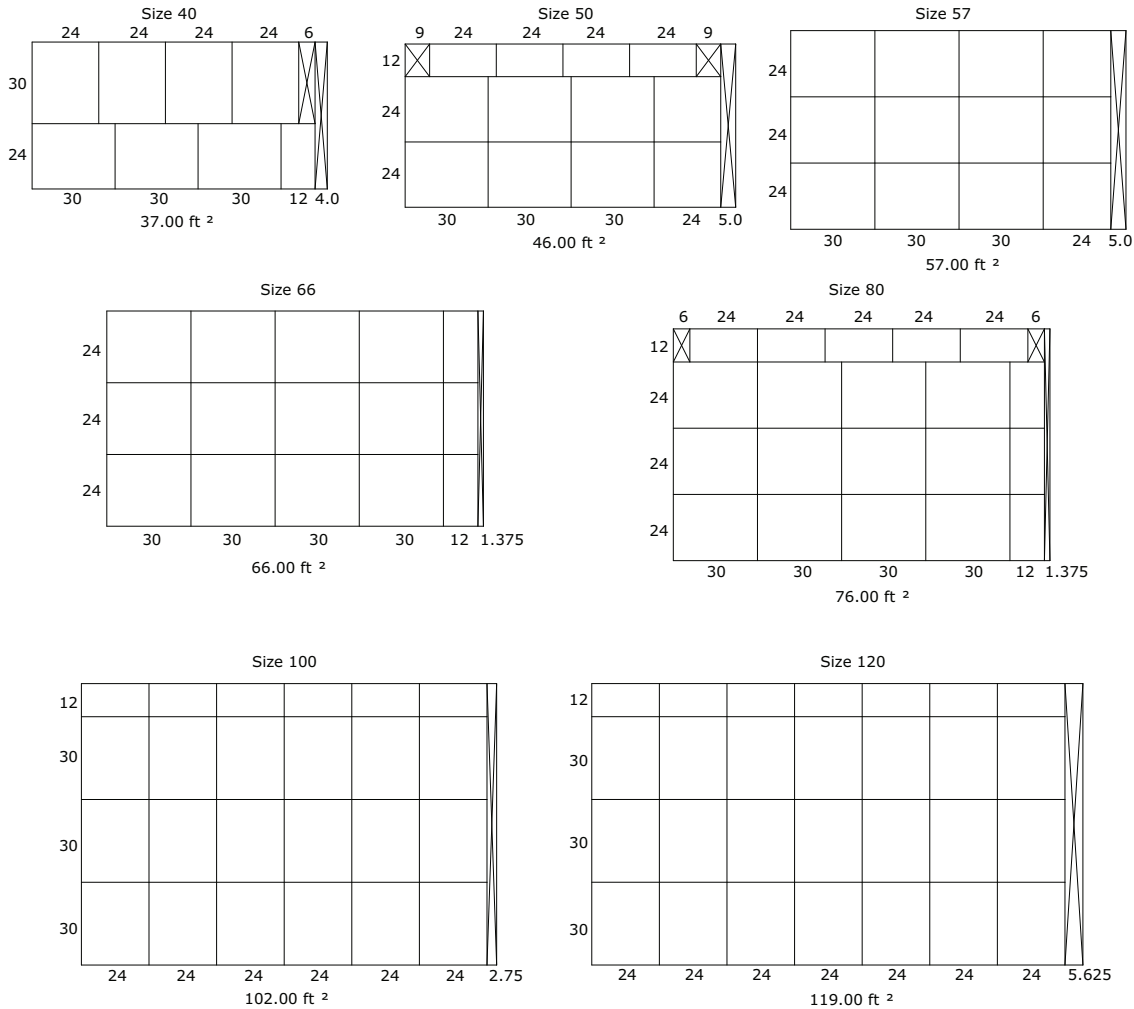 Size 40
24 24 24 24 6
30
24
30 30 30 12 4.0
37.00 ft ²
Size 50
9 24 24 24 24 9
12
24
24
30 30 30 24 5.0
46.00 ft ²
Size 57
24
24
24
30 30 30 24 5.0
57.00 ft ²
Size 66
24
24
24
30 30 30 30 12 1.375
66.00 ft ²
Size 80
6 24 24 24 24 24 6
12
24
24
24
30 30 30 30 12 1.375
76.00 ft ²
Size 100
12
30
30
30
24 24 24 24 24 24 2.75
102.00 ft ²
Size 120
12
30
30
30
24 24 24 24 24 24 24 5.625
119.00 ft ²